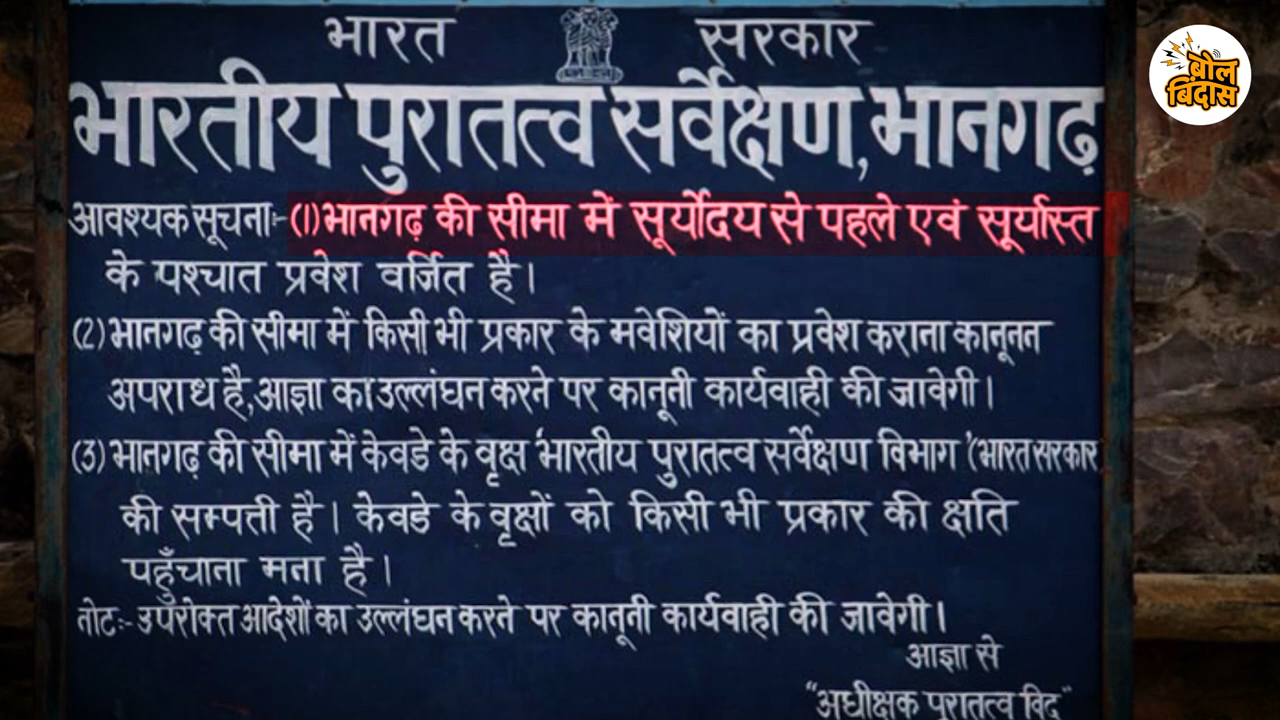 भारत सरकार
भारतीय पुरातत्व सर्वेक्षण, भानगढ़
आवश्यक सूचनाः- (1) भानगढ़ की सीमा में सूर्योदय से पहले एवं सूर्यास्त
के पश्चात प्रवेश वर्जित है।
(2) भानगढ़ की सीमा में किसी भी प्रकार के मवेशियों का प्रवेश कराना कानूनन
अपराध है, आज्ञा का उल्लंघन करने पर कानूनी कार्यवाही की जावेगी।
(3) भानगढ़ की सीमा में केवडे के वृक्ष 'भारतीय पुरातत्व सर्वेक्षण विभाग' (भारत सरकार
की सम्पती है। केवडे के वृक्षों को किसी भी प्रकार की क्षति
पहुँचाना मना है।
नोटः- उपरोक्त आदेशों का उल्लंघन करने पर कानूनी कार्यवाही की जावेगी।
आज्ञा से
"अधीक्षक पुरातत्व विद"
बोल
बिंदास